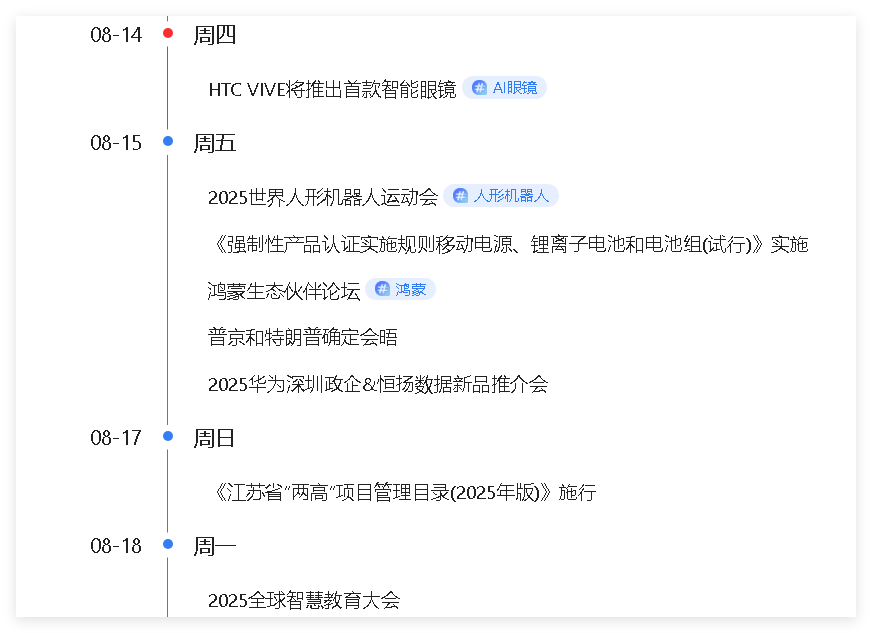 08-14 周四
HTC VIVE将推出首款智能眼镜 # AI眼镜
08-15 周五
2025世界人形机器人运动会 # 人形机器人
《强制性产品认证实施规则移动电源、锂离子电池和电池组(试行)》实施
鸿蒙生态伙伴论坛 # 鸿蒙
普京和特朗普确定会晤
2025华为深圳政企&恒扬数据新品推介会
08-17 周日
《江苏省“两高”项目管理目录(2025年版)》施行
08-18 周一
2025全球智慧教育大会